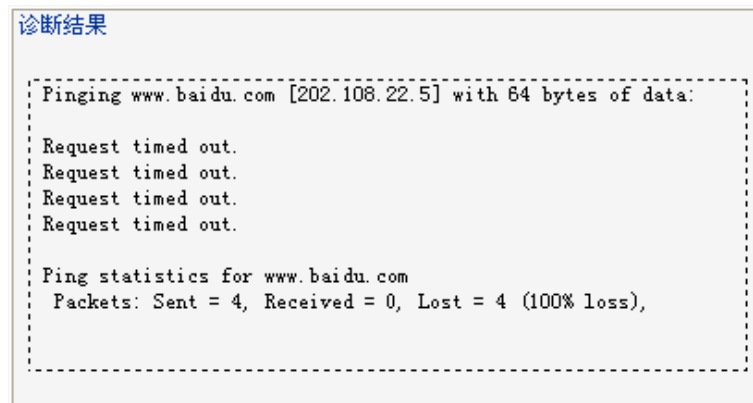 诊断结果
Pinging www.baidu.com [202.108.22.5] with 64 bytes of data:
Request timed out.
Request timed out.
Request timed out.
Request timed out.
Ping statistics for www.baidu.com
Packets: Sent = 4, Received = 0, Lost = 4 (100% loss),